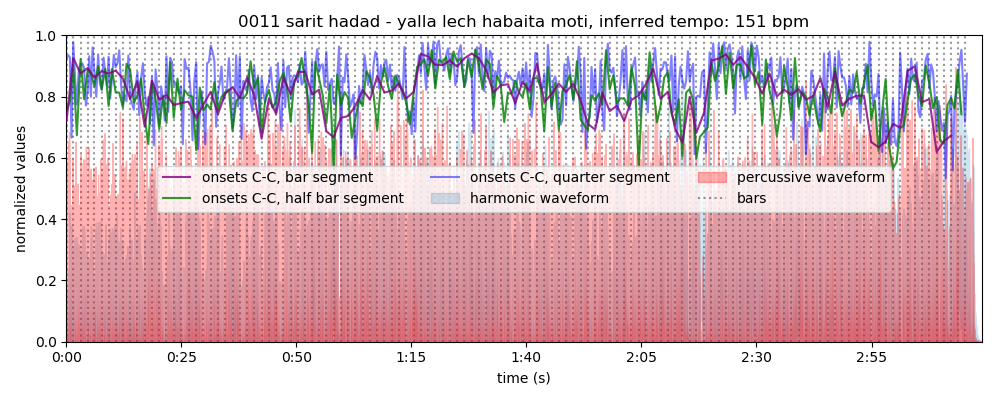 0011 sarit hadad - yalla lech habaita moti, inferred tempo: 151 bpm
normalized values
1.0
0.8
0.6
0.4
0.2
0.0
onsets C-C, bar segment
onsets C-C, half bar segment
onsets C-C, quarter segment
harmonic waveform
percussive waveform
bars
0:00 0:25 0:50 1:15 1:40 2:05 2:30 2:55
time (s)